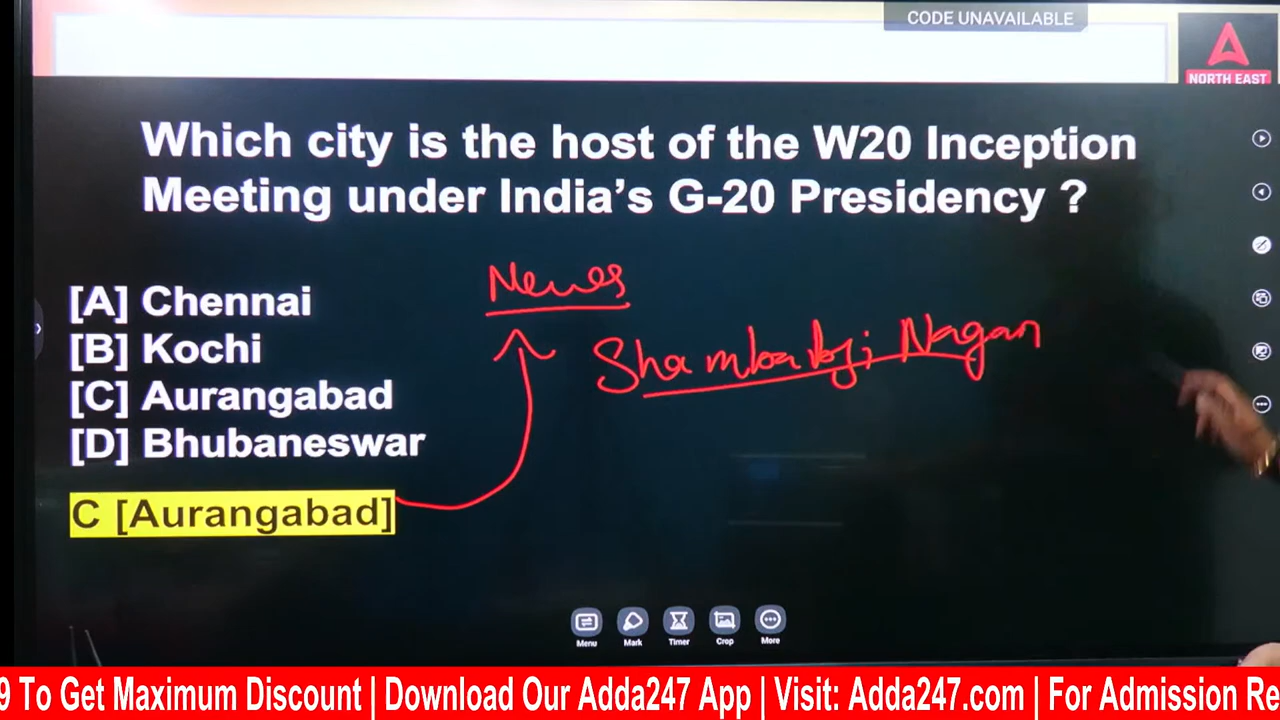 CODE UNAVAILABLE
NORTH EAST
Which city is the host of the W20 Inception
Meeting under India’s G-20 Presidency ?
[A] Chennai
[B] Kochi
[C] Aurangabad
[D] Bhubaneswar
C [Aurangabad]
News
Nagar
Menu
Mark
Timer
Crop
More
9 To Get Maximum Discount | Download Our Adda247 App | Visit: Adda247.com | For Admission Re